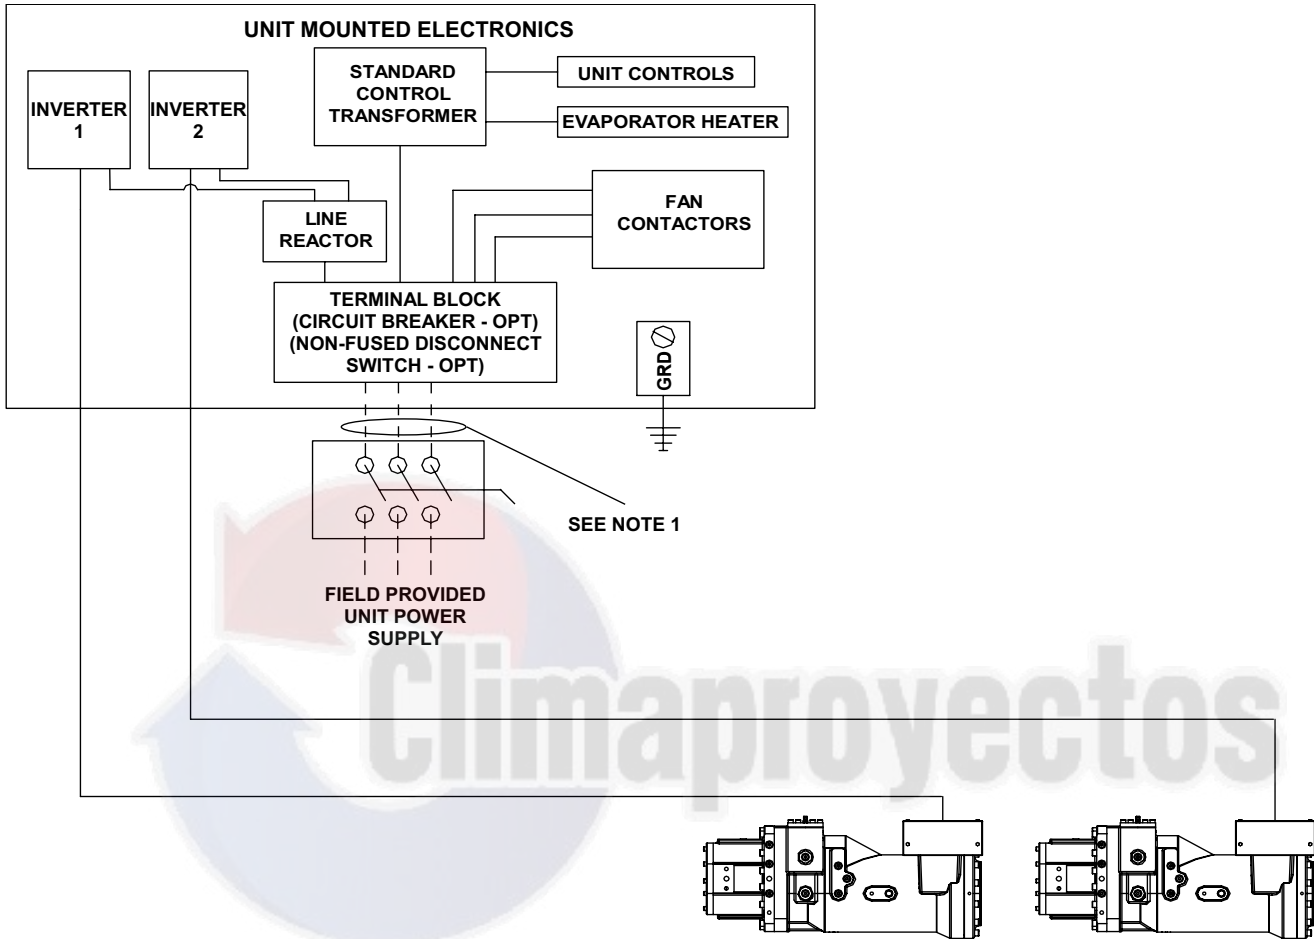 UNIT MOUNTED ELECTRONICS
INVERTER
1
INVERTER
2
STANDARD
CONTROL
TRANSFORMER
UNIT CONTROLS
EVAPORATOR HEATER
FAN
CONTACTORS
LINE
REACTOR
TERMINAL BLOCK
(CIRCUIT BREAKER - OPT)
(NON-FUSED DISCONNECT
SWITCH - OPT)
GRD
SEE NOTE 1
FIELD PROVIDED
UNIT POWER
SUPPLY
Climaproyectos